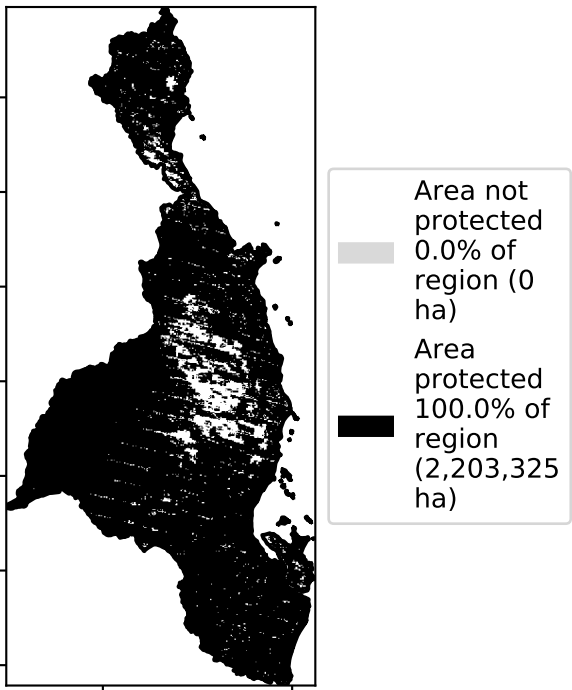 Area not
protected
0.0% of
region (0
ha)
Area
protected
100.0% of
region
(2,203,325
ha)